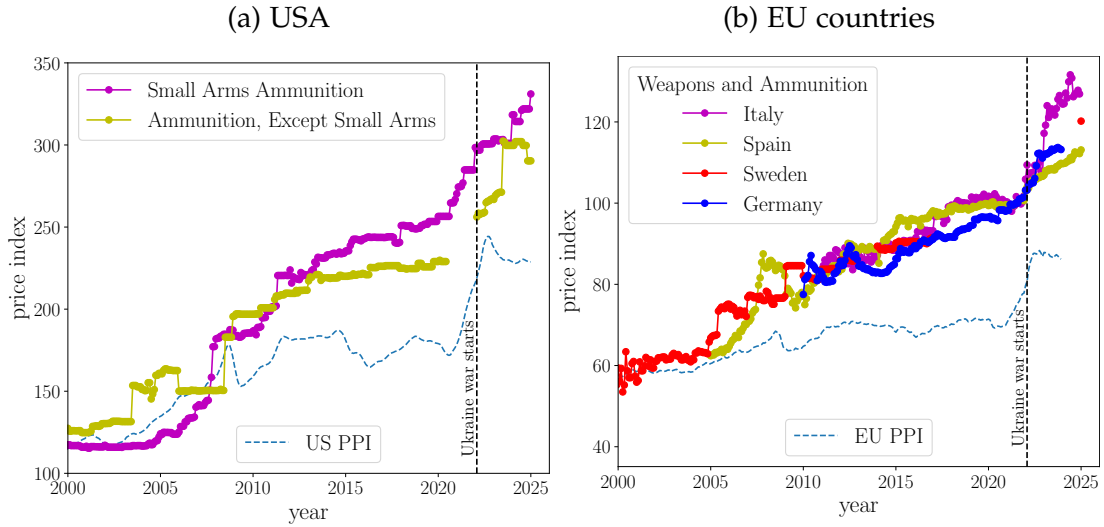 (a) USA
350
300
250
200
150
100
price index
Small Arms Ammunition
Ammunition, Except Small Arms
US PPI
Ukraine war starts
2000 2005 2010 2015 2020 2025
year
(b) EU countries
120
100
80
60
40
price index
Weapons and Ammunition
Italy
Spain
Sweden
Germany
EU PPI
Ukraine war starts
2000 2005 2010 2015 2020 2025
year